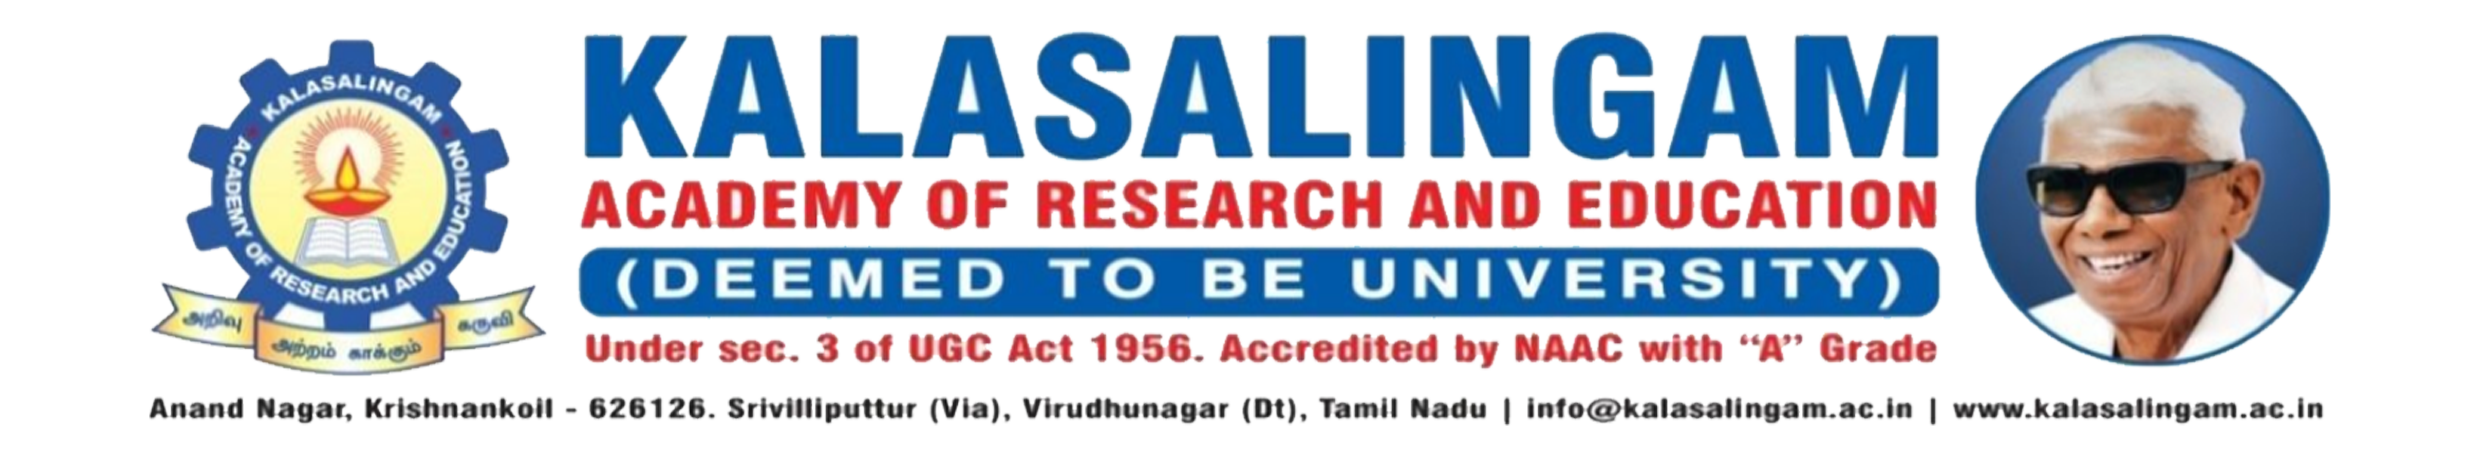 KALASALINGAM
ACADEMY OF RESEARCH AND EDUCATION
அறிவு
அற்றம் காக்கும்
கருவி
KALASALINGAM
ACADEMY OF RESEARCH AND EDUCATION
(DEEMED TO BE UNIVERSITY)
Under sec. 3 of UGC Act 1956. Accredited by NAAC with “A” Grade
Anand Nagar, Krishnankoil - 626126. Srivilliputtur (Via), Virudhunagar (Dt), Tamil Nadu | info@kalasalingam.ac.in | www.kalasalingam.ac.in